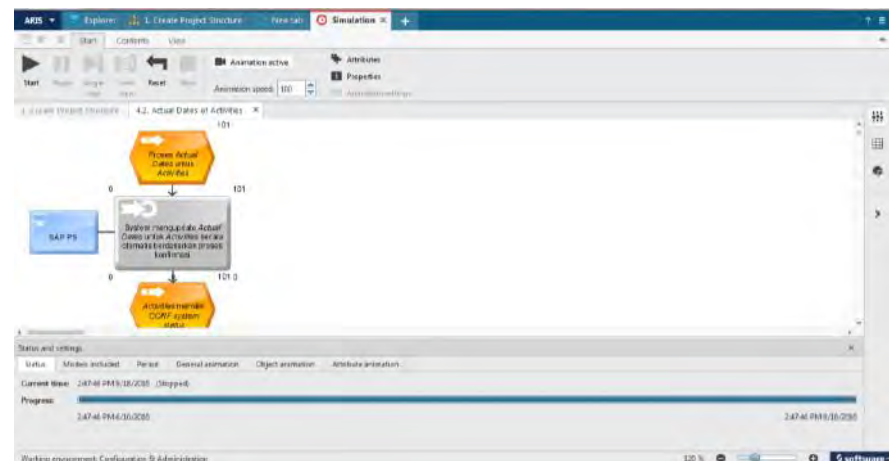 ARIS
Explorer
1. Create Project Structure
New tab
Simulation
Start
Contents
View
Start
Reset
Animation active
Animation speed: 100
Attributes
Properties
4.2. Actual Dates of Activities
101
Proses Actual
Dates untuk
Activities
0
101
SAP PS
System mengupdate Actual
Dates untuk Activities secara
otomatis berdasarkan proses
konfirmasi
0
101 0
Activities memiliki
CONF system
status
Status and settings
Status
Models included
Period
General animation
Object animation
Attribute animation
Current time:
(Stopped)
Progress:
Working environment: Configuration & Administration
120 %
software